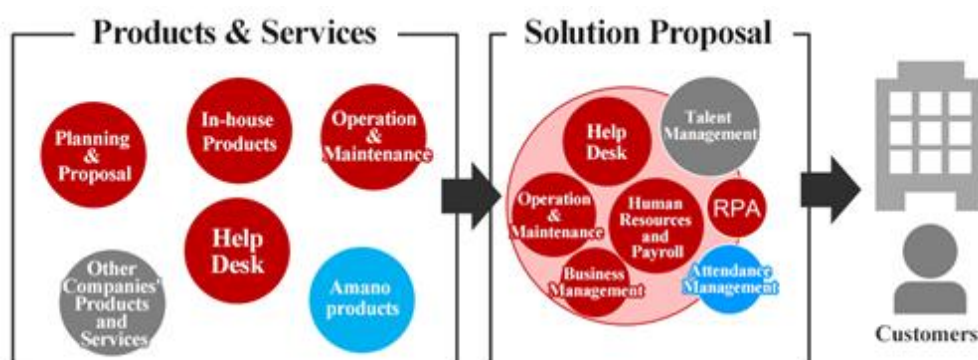 Products & Services
Planning
&
Proposal
In-house
Products
Operation
&
Maintenance
Help
Desk
Other
Companies'
Products
and
Services
Amano
products
Solution Proposal
Help
Desk
Talent
Management
Operation
&
Maintenance
Human
Resources
and
Payroll
RPA
Business
Management
Attendance
Management
Customers